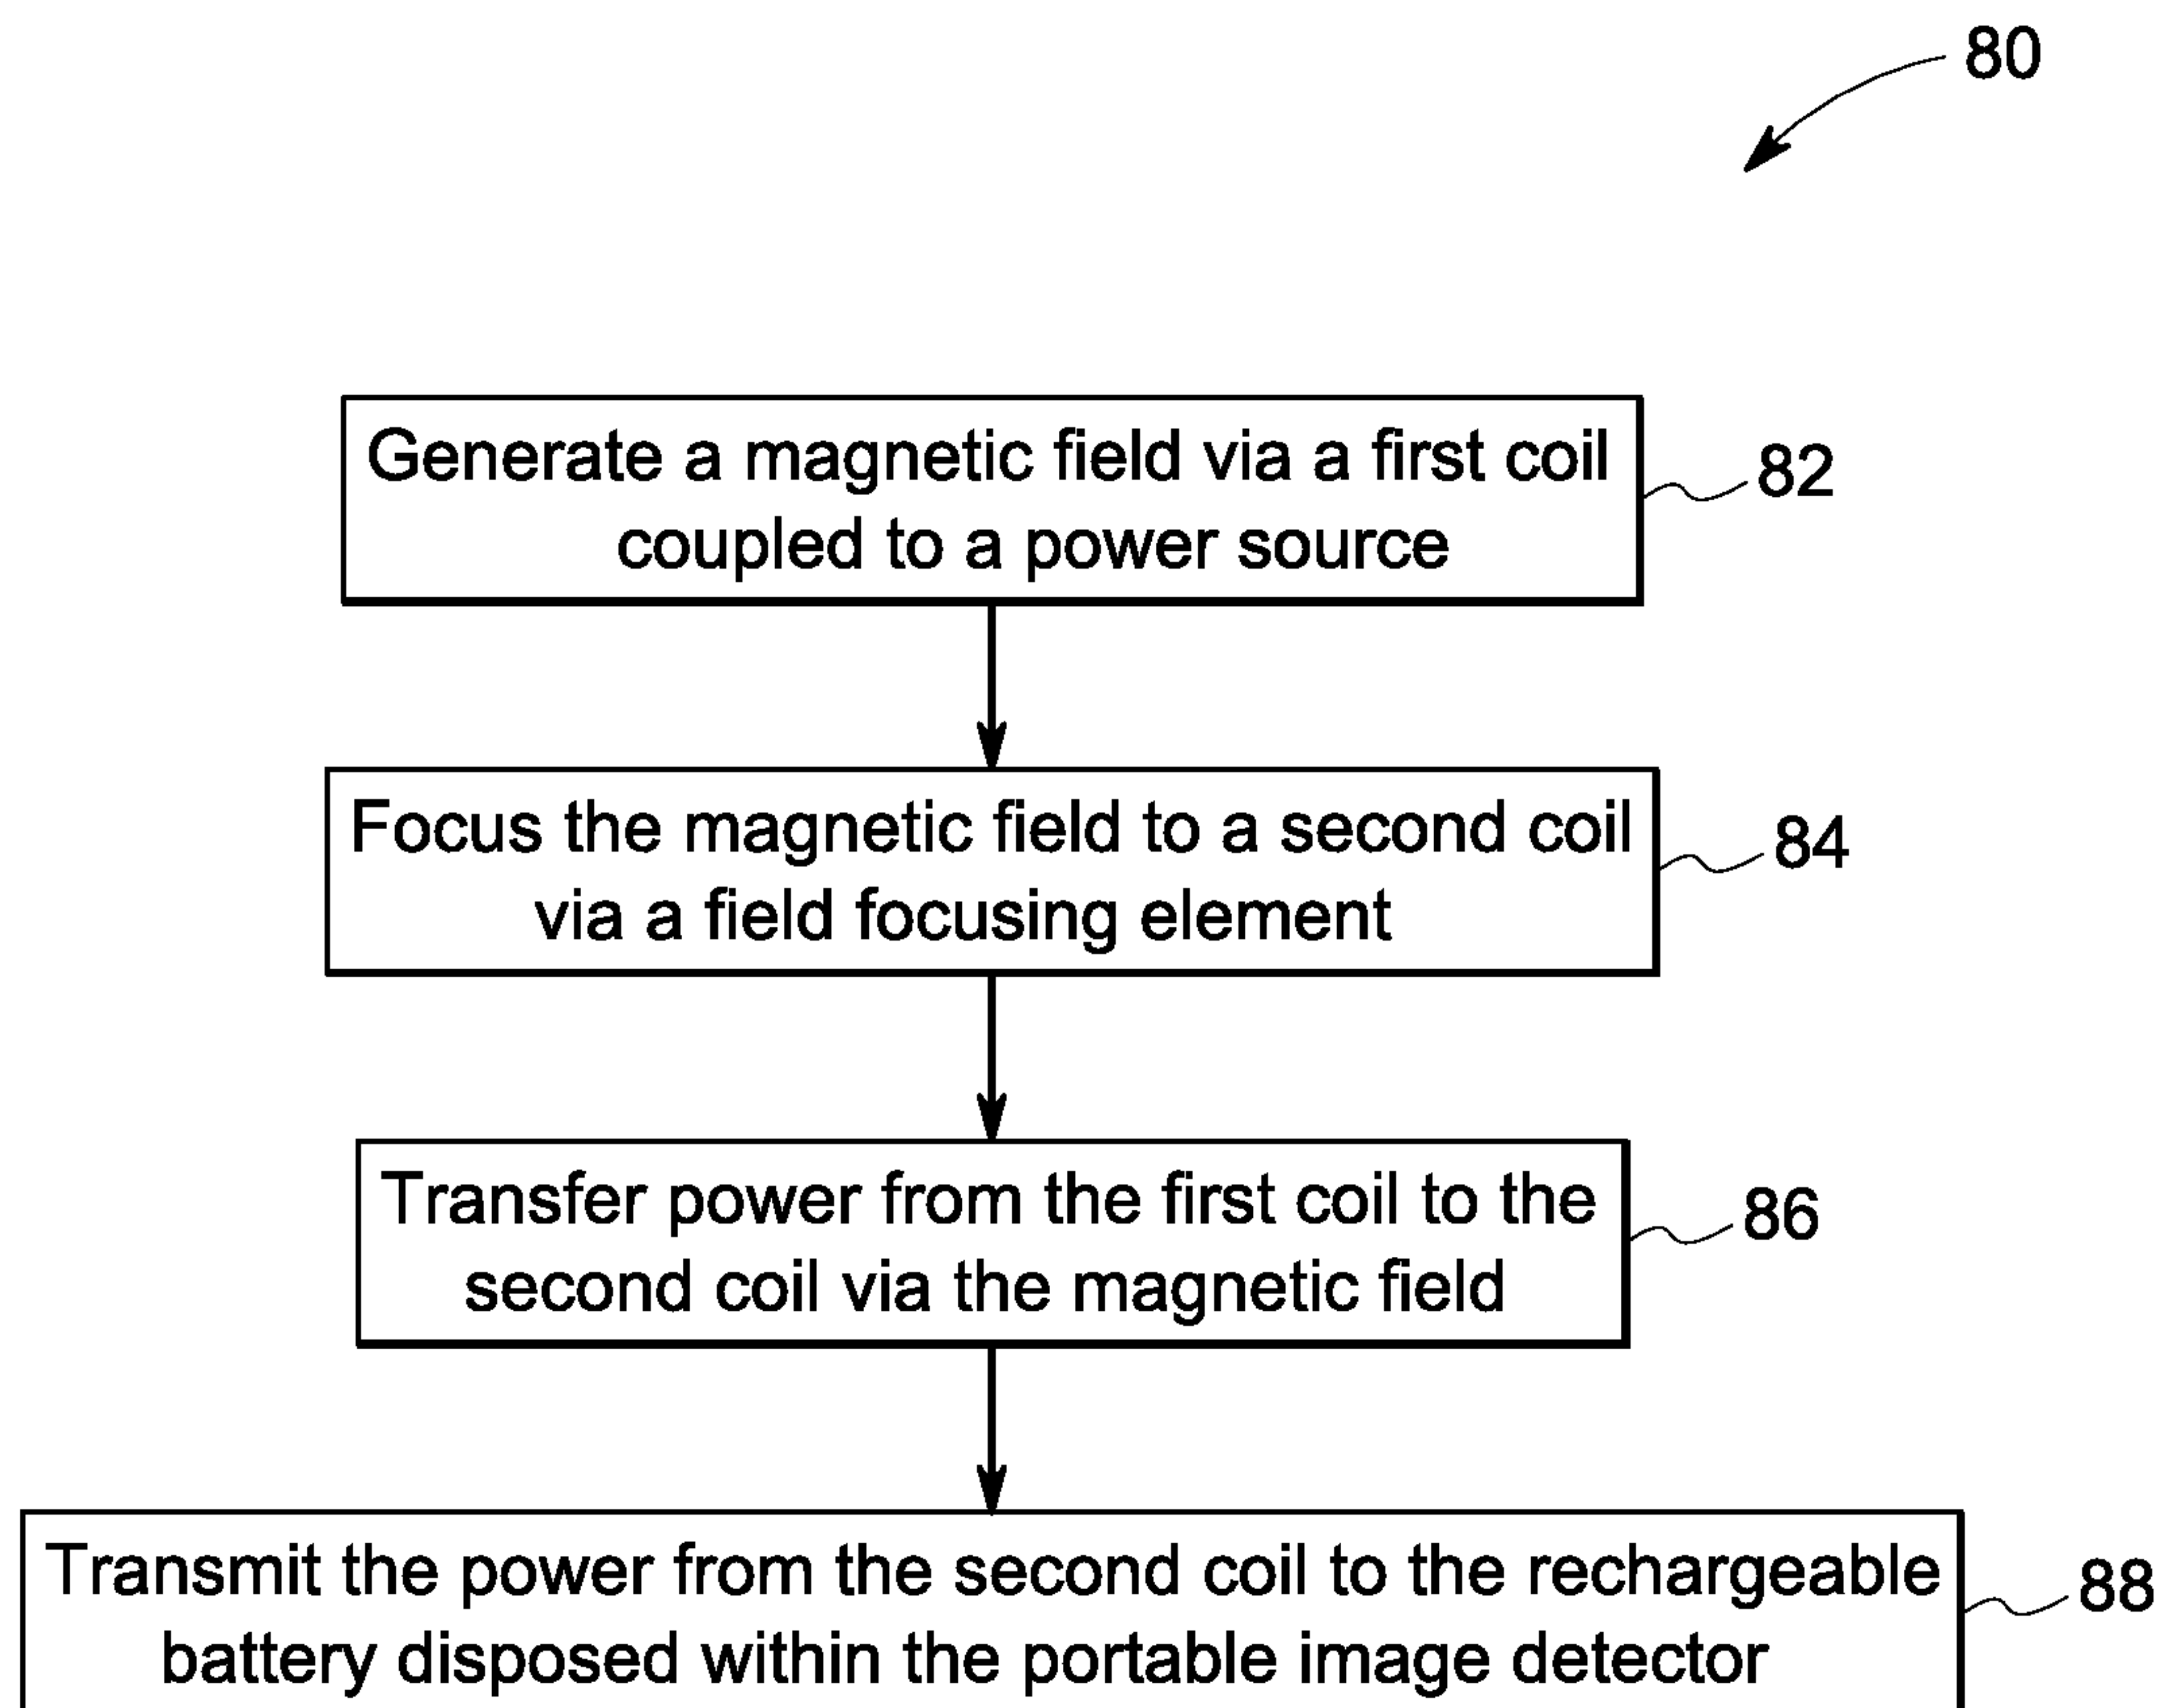 80
Generate a magnetic field via a first coil
coupled to a power source
82
Focus the magnetic field to a second coil
via a field focusing element
84
Transfer power from the first coil to the
second coil via the magnetic field
86
Transmit the power from the second coil to the rechargeable
battery disposed within the portable image detector
88